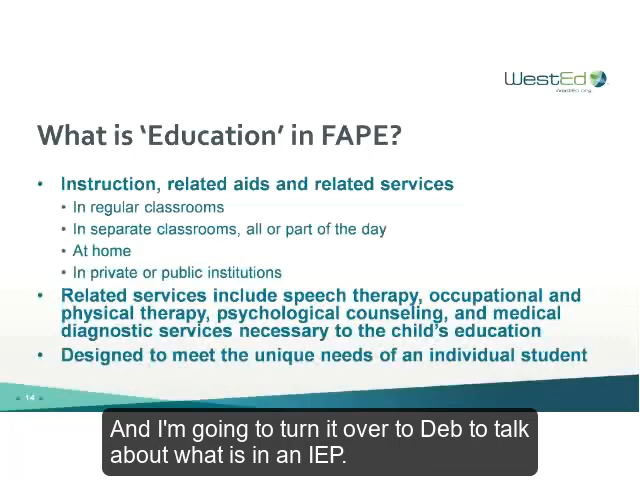 WestEd
WestEd.org
What is ‘Education’ in FAPE?
• Instruction, related aids and related services
• In regular classrooms
• In separate classrooms, all or part of the day
• At home
• In private or public institutions
• Related services include speech therapy, occupational and
physical therapy, psychological counseling, and medical
diagnostic services necessary to the child’s education
• Designed to meet the unique needs of an individual student
14
And I'm going to turn it over to Deb to talk
about what is in an IEP.